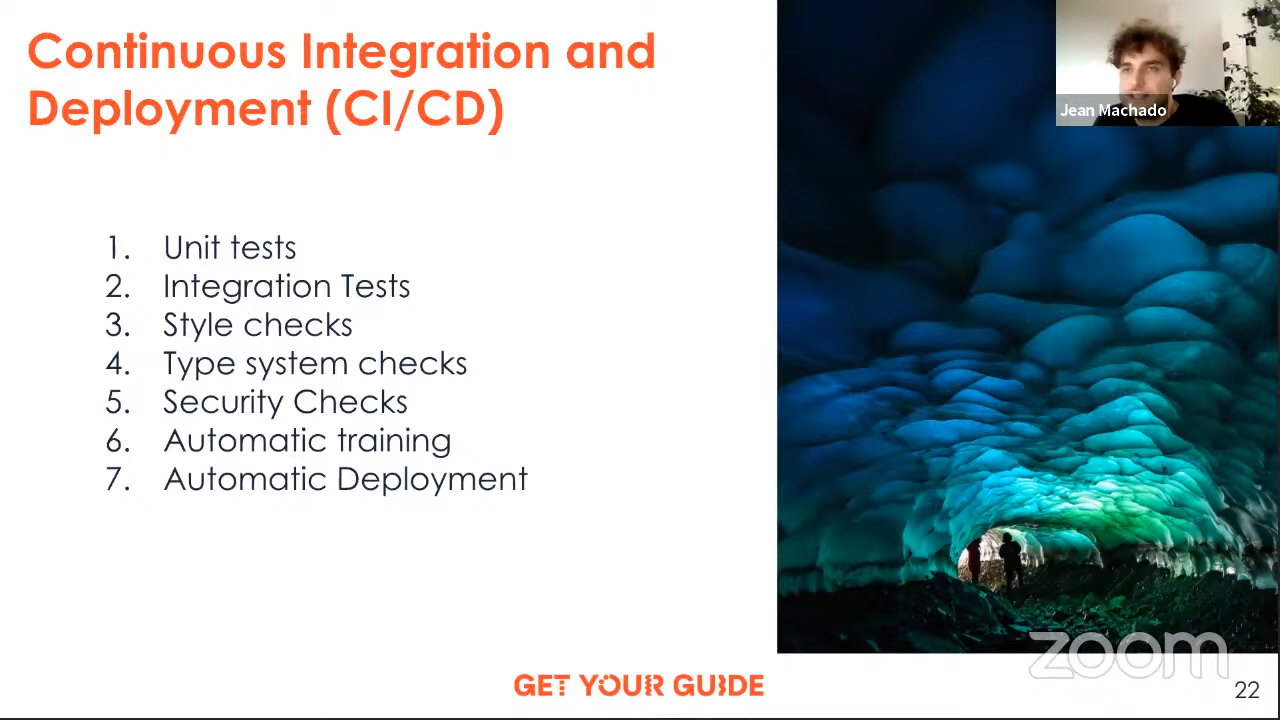 Continuous Integration and
Deployment (CI/CD)
Jean Machado
1. Unit tests
2. Integration Tests
3. Style checks
4. Type system checks
5. Security Checks
6. Automatic training
7. Automatic Deployment
zoom
GET YOUR GUIDE
22